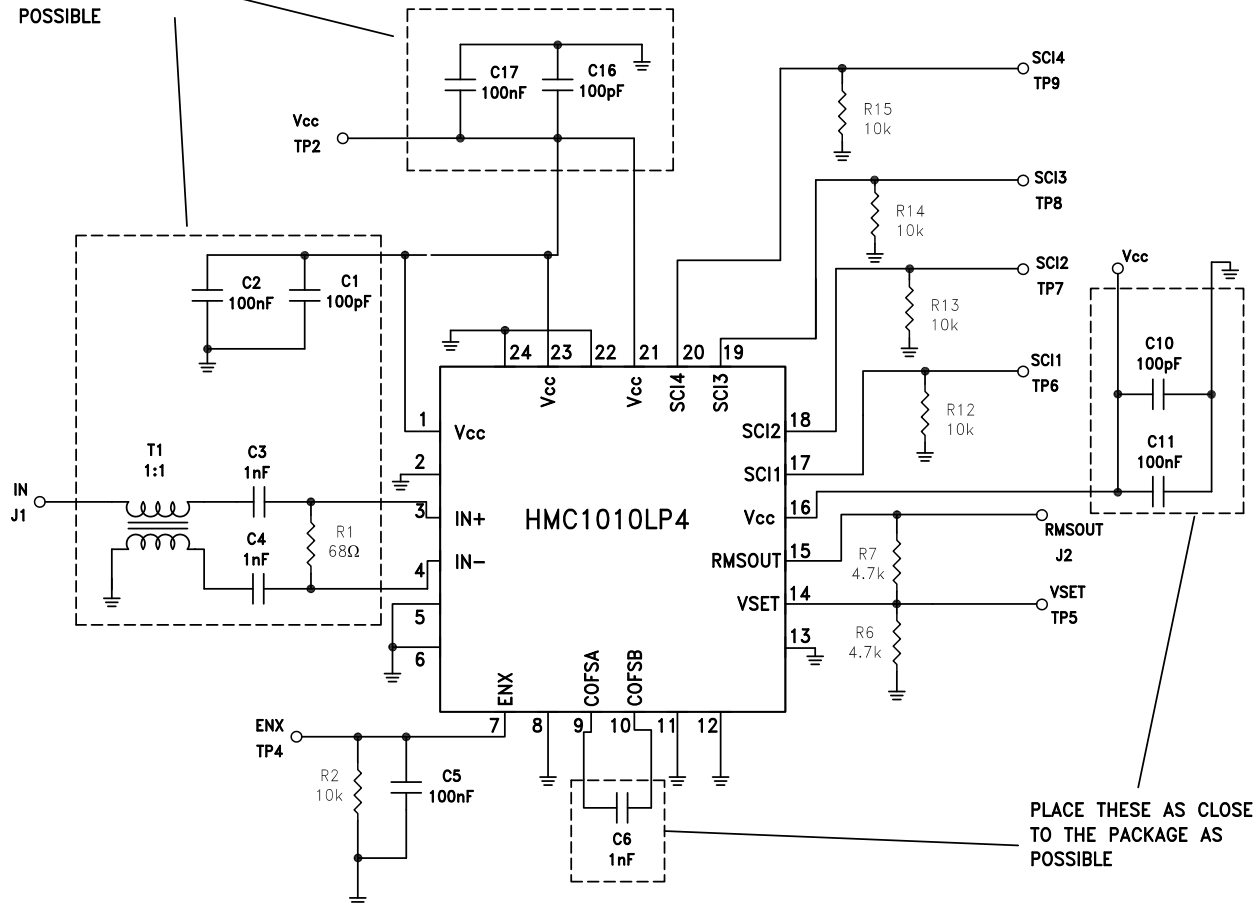 POSSIBLE
C17
100nF
C16
100pF
SCI4
TP9
R15
10k
Vcc
TP2
SCI3
TP8
R14
10k
C2
100nF
C1
100pF
SCI2
TP7
R13
10k
Vcc
24 23 22 21 20 19
Vcc Vcc SCI4 SCI3
SCI1
TP6
R12
10k
C10
100pF
1 Vcc
SCI2 18
C11
100nF
T1
1:1
C3
1nF
2
SCI1 17
IN
J1
3 IN+
HMC1010LP4
Vcc 16
R1
68Ω
C4
1nF
4 IN-
RMSOUT 15
R7
4.7k
RMSOUT
J2
5
VSET 14
VSET
TP5
6
13
R6
4.7k
ENX COFSA COFSB
7 8 9 10 11 12
ENX
TP4
R2
10k
C5
100nF
C6
1nF
PLACE THESE AS CLOSE
TO THE PACKAGE AS
POSSIBLE